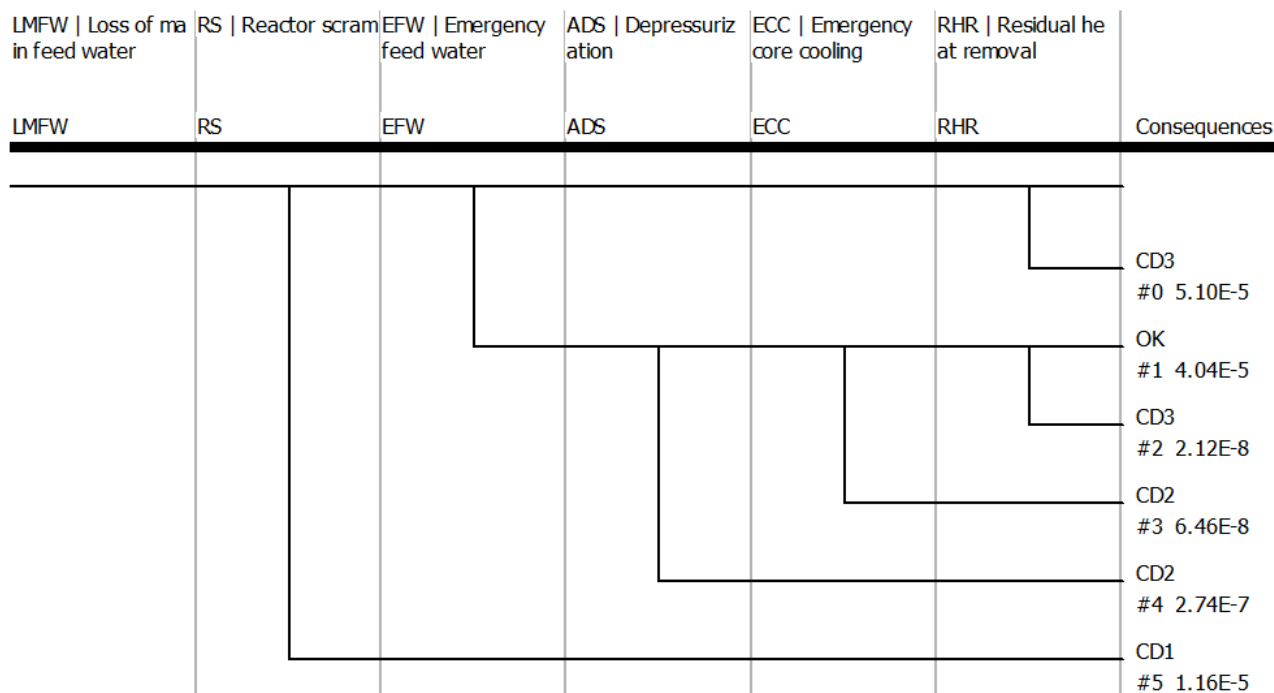 LMFW | Loss of ma
in feed water
RS | Reactor scram
EFW | Emergency
feed water
ADS | Depressuriz
ation
ECC | Emergency
core cooling
RHR | Residual he
at removal
LMFW
RS
EFW
ADS
ECC
RHR
Consequences
CD3
#0 5.10E-5
OK
#1 4.04E-5
CD3
#2 2.12E-8
CD2
#3 6.46E-8
CD2
#4 2.74E-7
CD1
#5 1.16E-5